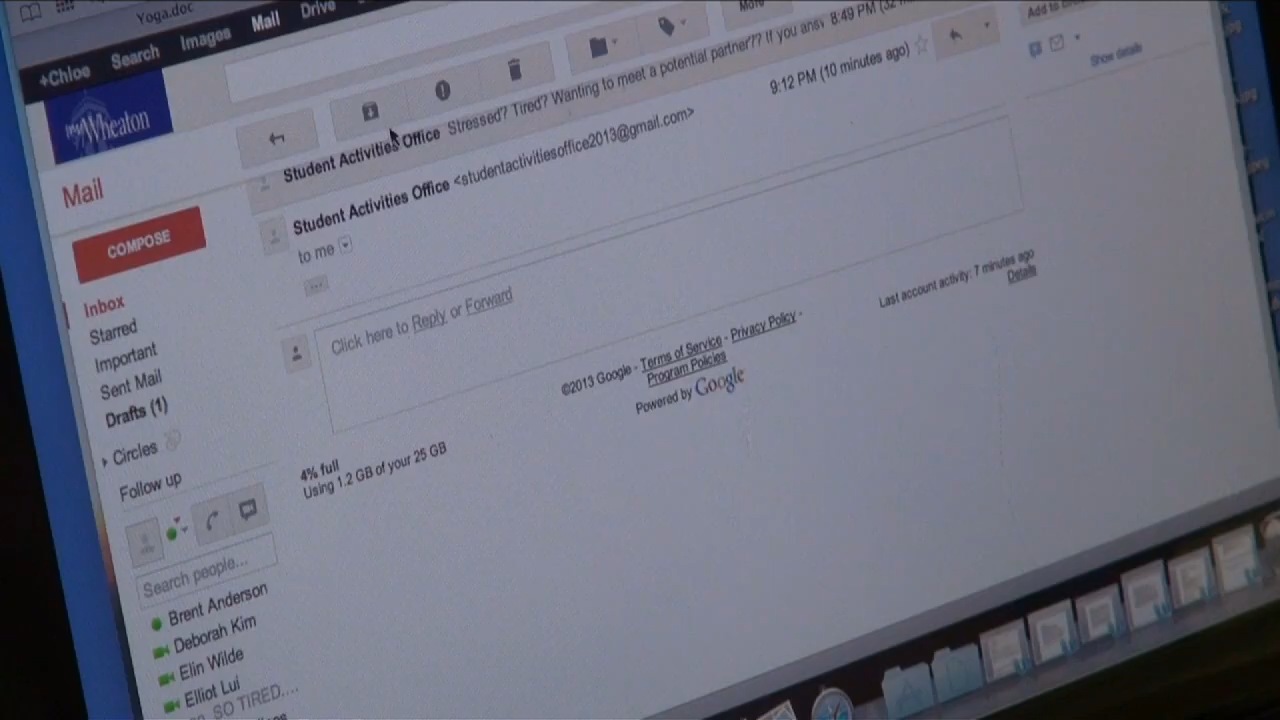 Yoga.doc
+Chloe Search Images Mail Drive
More
myWheaton
Mail
COMPOSE
Inbox
Starred
Important
Sent Mail
Drafts (1)
Circles
Follow up
Search people...
Brent Anderson
Deborah Kim
Elin Wilde
Elliot Lui
SO TIRED....
Student Activities Office Stressed? Tired? Wanting to meet a potential partner?? If you ans 8:49 PM (32
Student Activities Office <studentactivitiesoffice2013@gmail.com>
9:12 PM (10 minutes ago)
to me
Click here to Reply or Forward
4% full
Using 1.2 GB of your 25 GB
©2013 Google - Terms of Service - Privacy Policy -
Program Policies
Powered by Google
Last account activity: 7 minutes ago
Details
Add to
Show details